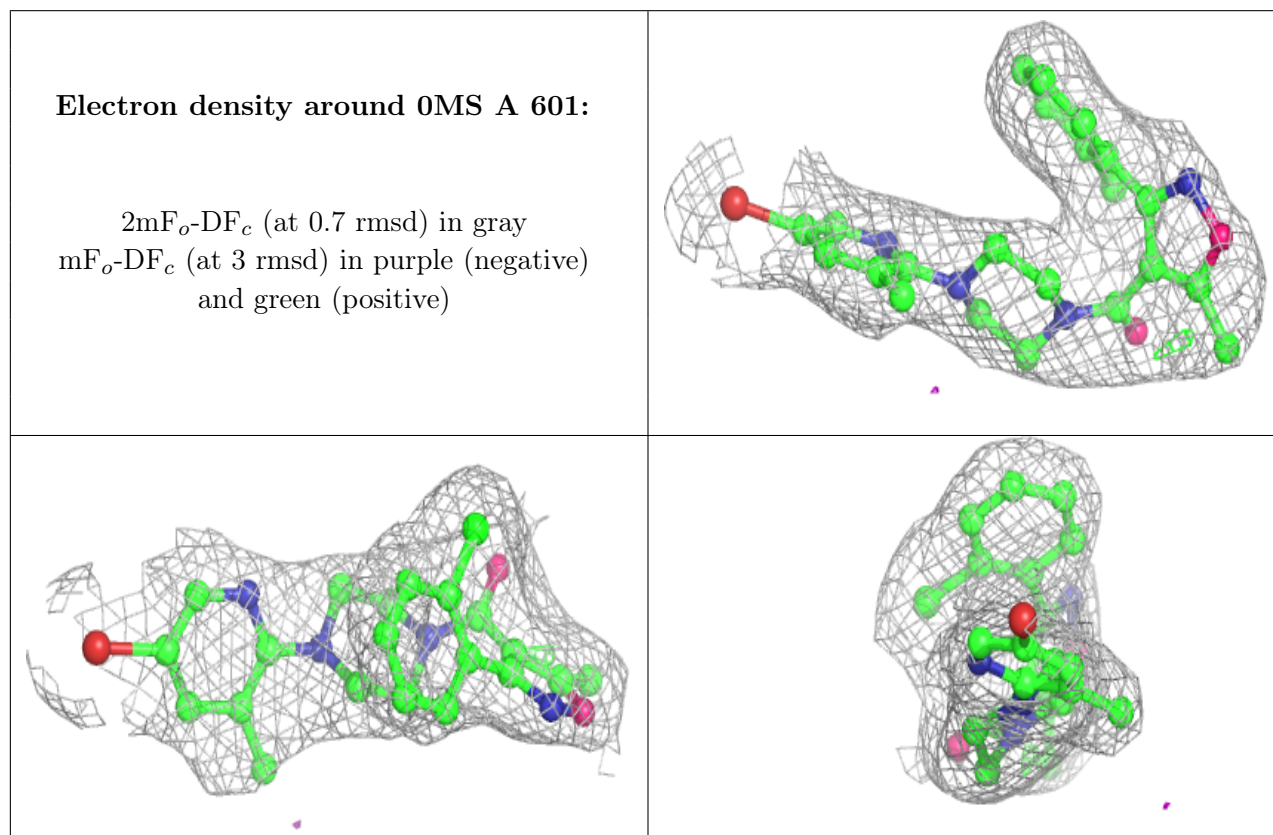 Electron density around 0MS A 601:
2mFₒ-DF𝒸 (at 0.7 rmsd) in gray
mFₒ-DF𝒸 (at 3 rmsd) in purple (negative)
and green (positive)